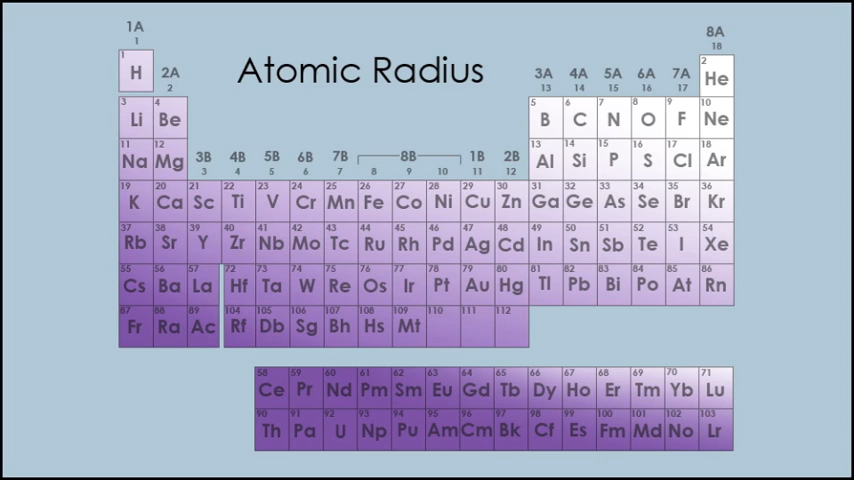 Atomic Radius
1A 2A 3B 4B 5B 6B 7B 8B 1B 2B 3A 4A 5A 6A 7A 8A
1 2 3 4 5 6 7 8 9 10 11 12 13 14 15 16 17 18
1 H 2 He
3 Li 4 Be 5 B 6 C 7 N 8 O 9 F 10 Ne
11 Na 12 Mg 13 Al 14 Si 15 P 16 S 17 Cl 18 Ar
19 K 20 Ca 21 Sc 22 Ti 23 V 24 Cr 25 Mn 26 Fe 27 Co 28 Ni 29 Cu 30 Zn 31 Ga 32 Ge 33 As 34 Se 35 Br 36 Kr
37 Rb 38 Sr 39 Y 40 Zr 41 Nb 42 Mo 43 Tc 44 Ru 45 Rh 46 Pd 47 Ag 48 Cd 49 In 50 Sn 51 Sb 52 Te 53 I 54 Xe
55 Cs 56 Ba 57 La 72 Hf 73 Ta 74 W 75 Re 76 Os 77 Ir 78 Pt 79 Au 80 Hg 81 Tl 82 Pb 83 Bi 84 Po 85 At 86 Rn
87 Fr 88 Ra 89 Ac 104 Rf 105 Db 106 Sg 107 Bh 108 Hs 109 Mt 110 111 112
58 Ce 59 Pr 60 Nd 61 Pm 62 Sm 63 Eu 64 Gd 65 Tb 66 Dy 67 Ho 68 Er 69 Tm 70 Yb 71 Lu
90 Th 91 Pa 92 U 93 Np 94 Pu 95 Am 96 Cm 97 Bk 98 Cf 99 Es 100 Fm 101 Md 102 No 103 Lr